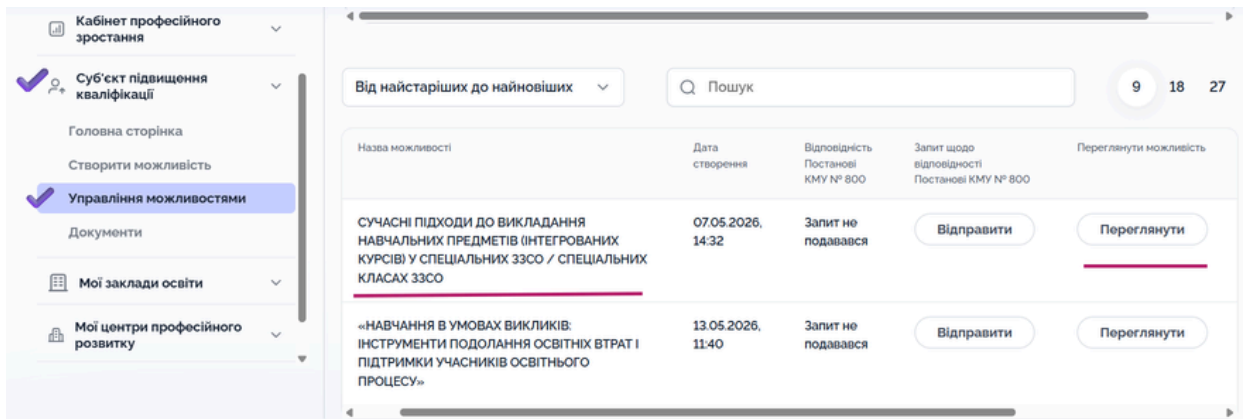 Кабінет професійного
зростання
Суб'єкт підвищення
кваліфікації
Головна сторінка
Створити можливість
Управління можливостями
Документи
Мої заклади освіти
Мої центри професійного
розвитку
Від найстаріших до найновіших
Пошук
9 18 27
Назва можливості
Дата
створення
Відповідність
Постанові
КМУ № 800
Запит щодо
відповідності
Постанові КМУ № 800
Переглянути можливість
СУЧАСНІ ПІДХОДИ ДО ВИКЛАДАННЯ
НАВЧАЛЬНИХ ПРЕДМЕТІВ (ІНТЕГРОВАНИХ
КУРСІВ) У СПЕЦІАЛЬНИХ ЗЗСО / СПЕЦІАЛЬНИХ
КЛАСАХ ЗЗСО
07.05.2026,
14:32
Запит не
подавався
Відправити
Переглянути
«НАВЧАННЯ В УМОВАХ ВИКЛИКІВ:
ІНСТРУМЕНТИ ПОДОЛАННЯ ОСВІТНІХ ВТРАТ І
ПІДТРИМКИ УЧАСНИКІВ ОСВІТНЬОГО
ПРОЦЕСУ»
13.05.2026,
11:40
Запит не
подавався
Відправити
Переглянути